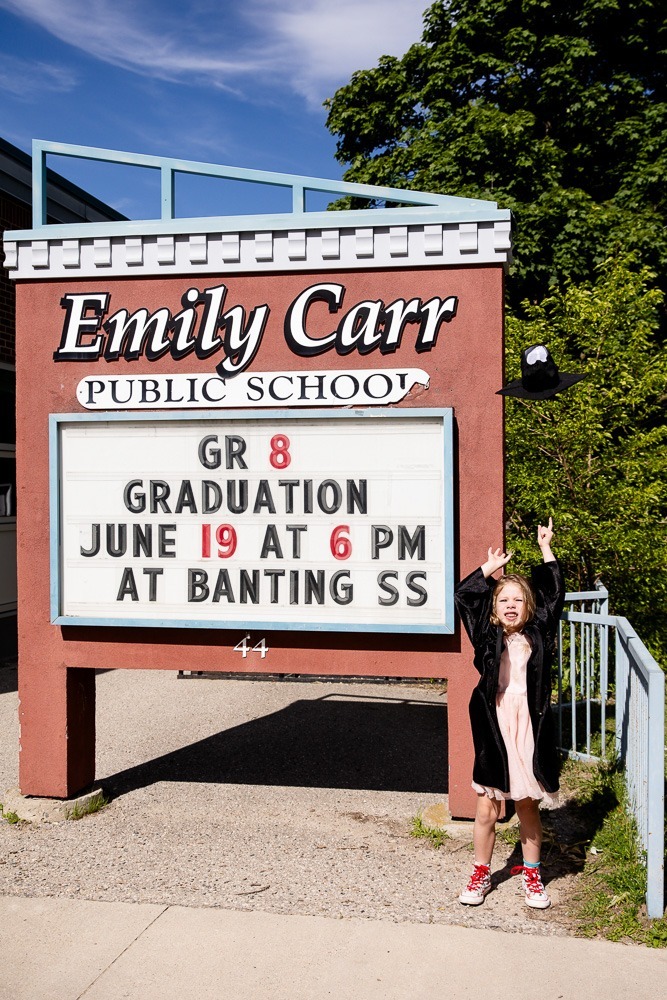 Emily Carr
PUBLIC SCHOOL
GR 8
GRADUATION
JUNE 19 AT 6 PM
AT BANTING SS
44